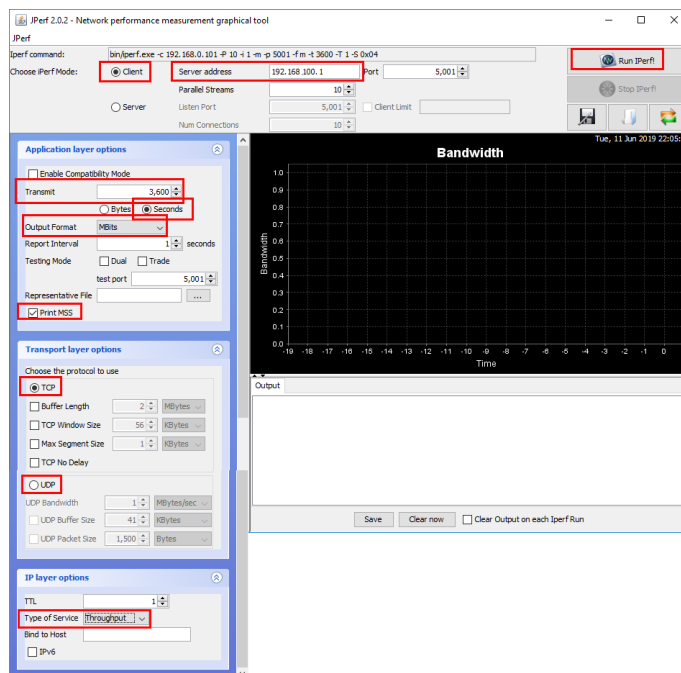 JPerf 2.0.2 - Network performance measurement graphical tool
JPerf
Iperf command: bin/iperf.exe -c 192.168.0.101 -P 10 -i 1 -m -p 5001 -f m -t 3600 -T 1 -S 0x04
Choose iPerf Mode: Client Server address 192.168.100.1 Port 5,001
Parallel Streams 10
Server Listen Port 5,001 Client Limit
Num Connections 10
Run IPerf!
Stop IPerf!
Tue, 11 Jun 2019 22:05:
Application layer options
Enable Compatibility Mode
Transmit 3,600
Bytes Seconds
Output Format MBits
Report Interval 1 seconds
Testing Mode Dual Trade
test port 5,001
Representative File ...
Print MSS
Transport layer options
Choose the protocol to use
TCP
Buffer Length 2 MBytes
TCP Window Size 56 KBytes
Max Segment Size 1 KBytes
TCP No Delay
UDP
UDP Bandwidth 1 MBytes/sec
UDP Buffer Size 41 KBytes
UDP Packet Size 1,500 Bytes
IP layer options
TTL 1
Type of Service Throughput
Bind to Host
IPv6
Bandwidth
1.0
0.9
0.8
0.7
0.6
0.5
0.4
0.3
0.2
0.1
0.0
Bandwidth
-19 -18 -17 -16 -15 -14 -13 -12 -11 -10 -9 -8 -7 -6 -5 -4 -3 -2 -1 0
Time
Output
Save Clear now Clear Output on each Iperf Run